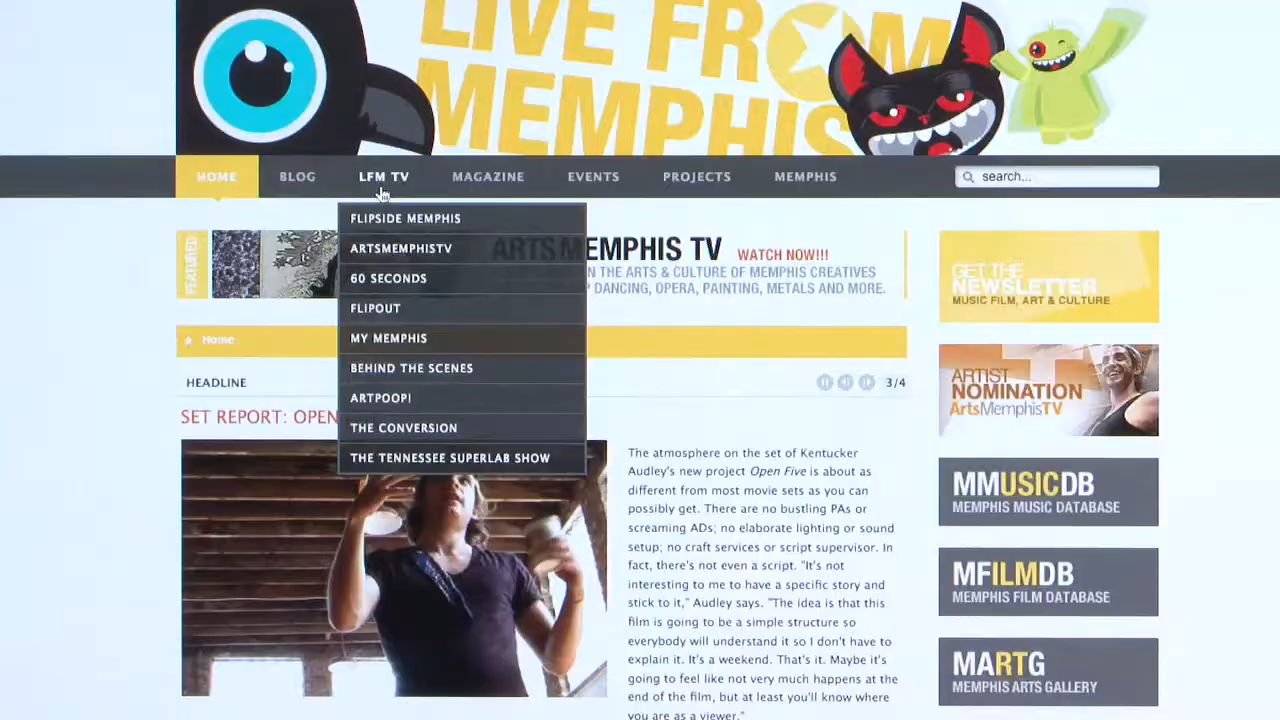 LIVE FROM
MEMPHIS
HOME
BLOG
LFM TV
MAGAZINE
EVENTS
PROJECTS
MEMPHIS
search...
FLIPSIDE MEMPHIS
ARTSMEMPHISTV
60 SECONDS
FLIPOUT
MY MEMPHIS
BEHIND THE SCENES
ARTPOOP!
THE CONVERSION
THE TENNESSEE SUPERLAB SHOW
FEATURED
ARTSMEMPHIS TV WATCH NOW!!!
THE ARTS & CULTURE OF MEMPHIS CREATIVES
DANCING, OPERA, PAINTING, METALS AND MORE.
Home
HEADLINE
3/4
SET REPORT: OPEN
The atmosphere on the set of Kentucker
Audley's new project Open Five is about as
different from most movie sets as you can
possibly get. There are no bustling PAs or
screaming ADs; no elaborate lighting or sound
setup; no craft services or script supervisor. In
fact, there's not even a script. "It's not
interesting to me to have a specific story and
stick to it," Audley says. "The idea is that this
film is going to be a simple structure so
everybody will understand it so I don't have to
explain it. It's a weekend. That's it. Maybe it's
going to feel like not very much happens at the
end of the film, but at least you'll know where
you are as a viewer."
GET THE
NEWSLETTER
MUSIC FILM, ART & CULTURE
ARTIST
NOMINATION
ArtsMemphisTV
MMUSICDB
MEMPHIS MUSIC DATABASE
MFILMDB
MEMPHIS FILM DATABASE
MARTG
MEMPHIS ARTS GALLERY